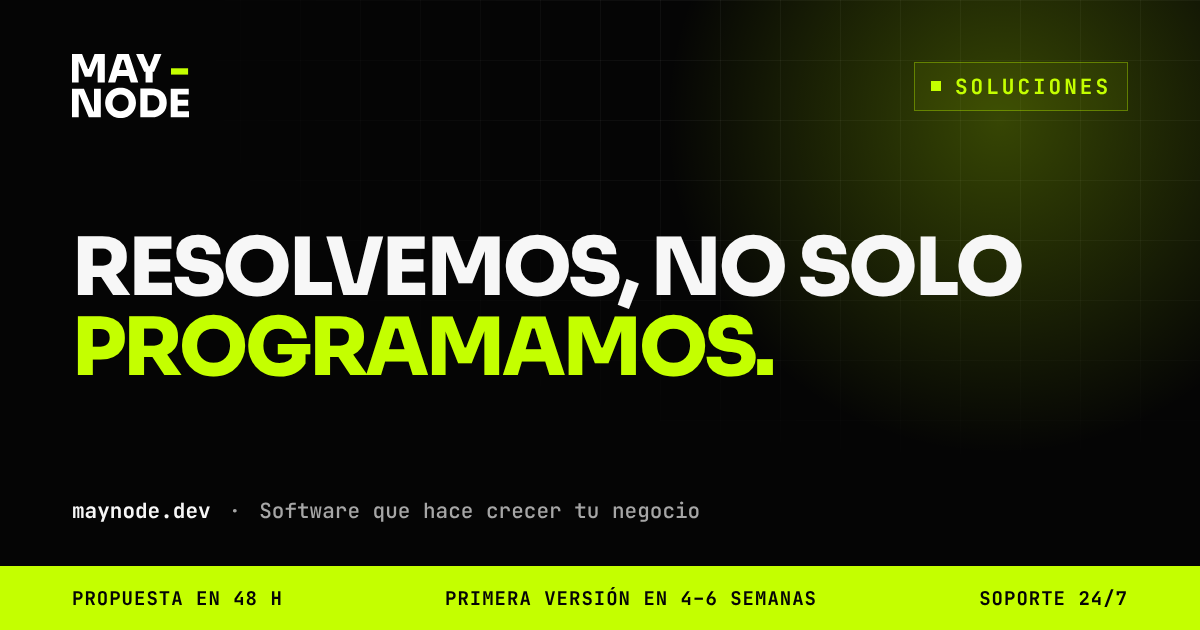 MAY-
NODE
SOLUCIONES
RESOLVEMOS, NO SOLO
PROGRAMAMOS.
maynode.dev · Software que hace crecer tu negocio
PROPUESTA EN 48 H
PRIMERA VERSIÓN EN 4–6 SEMANAS
SOPORTE 24/7